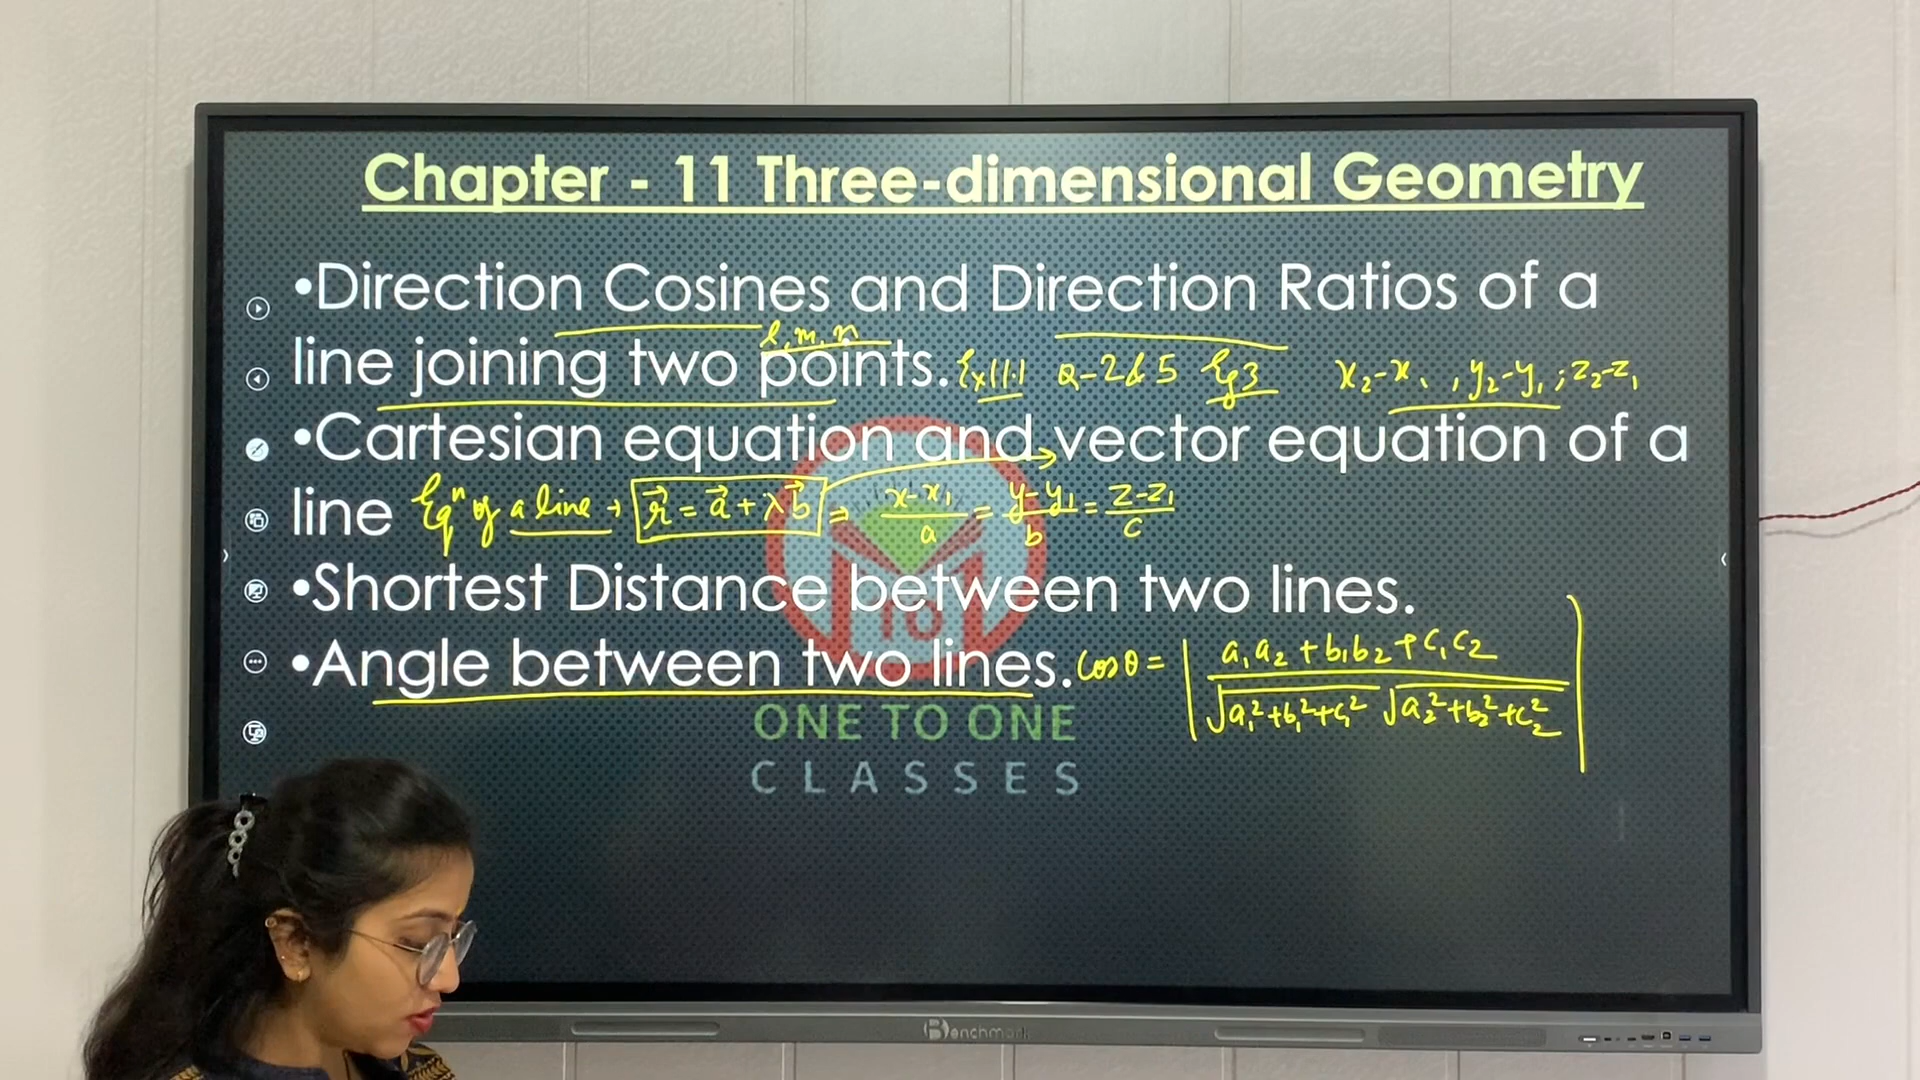 Chapter - 11 Three-dimensional Geometry
•Direction Cosines and Direction Ratios of a
l, m, n
line joining two points. Ex 11.1 Q-2 & 5 Eg 3 x₂-x₁, y₂-y₁; z₂-z₁
•Cartesian equation and vector equation of a
line Eqⁿ of a line → r⃗ = a⃗ + λb⃗ ⇒ (x-x₁)/a = (y-y₁)/b = (z-z₁)/c
•Shortest Distance between two lines.
•Angle between two lines. cos θ = | (a₁a₂ + b₁b₂ + c₁c₂) / (√(a₁²+b₁²+c₁²) √(a₂²+b₂²+c₂²)) |
TO
ONE TO ONE
CLASSES
Benchmark